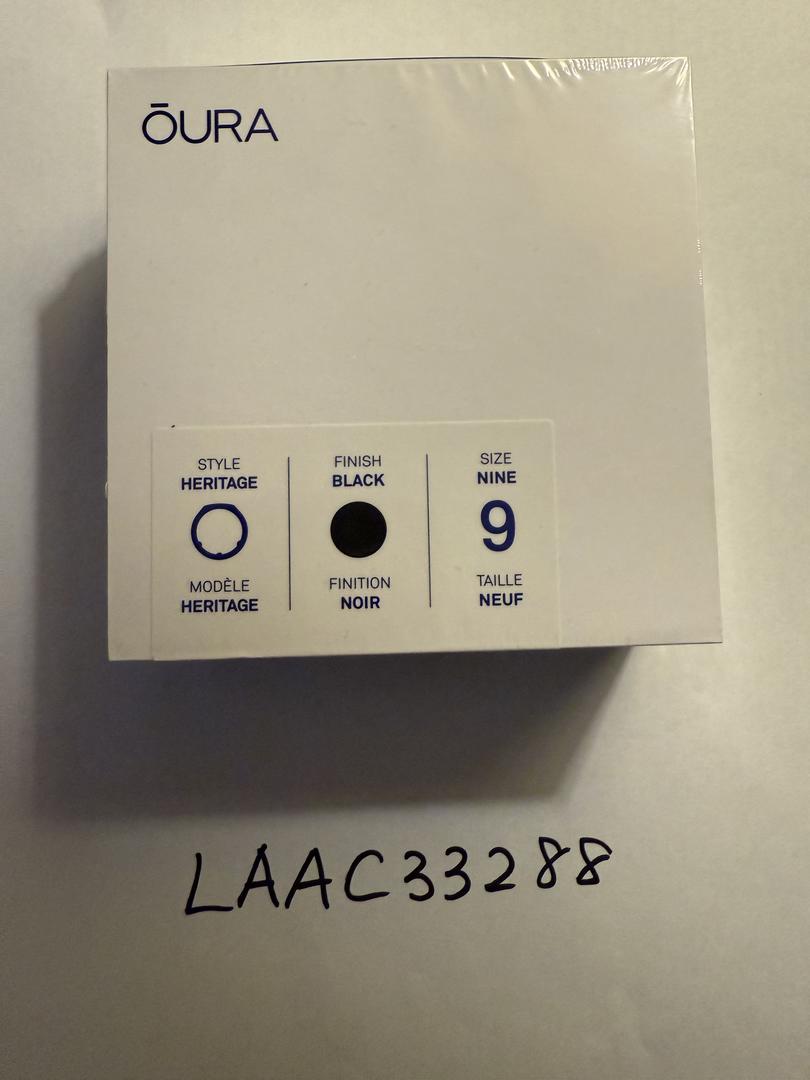 ŌURA
STYLE
HERITAGE
MODÈLE
HERITAGE
FINISH
BLACK
FINITION
NOIR
SIZE
NINE
9
TAILLE
NEUF
LAAC33288